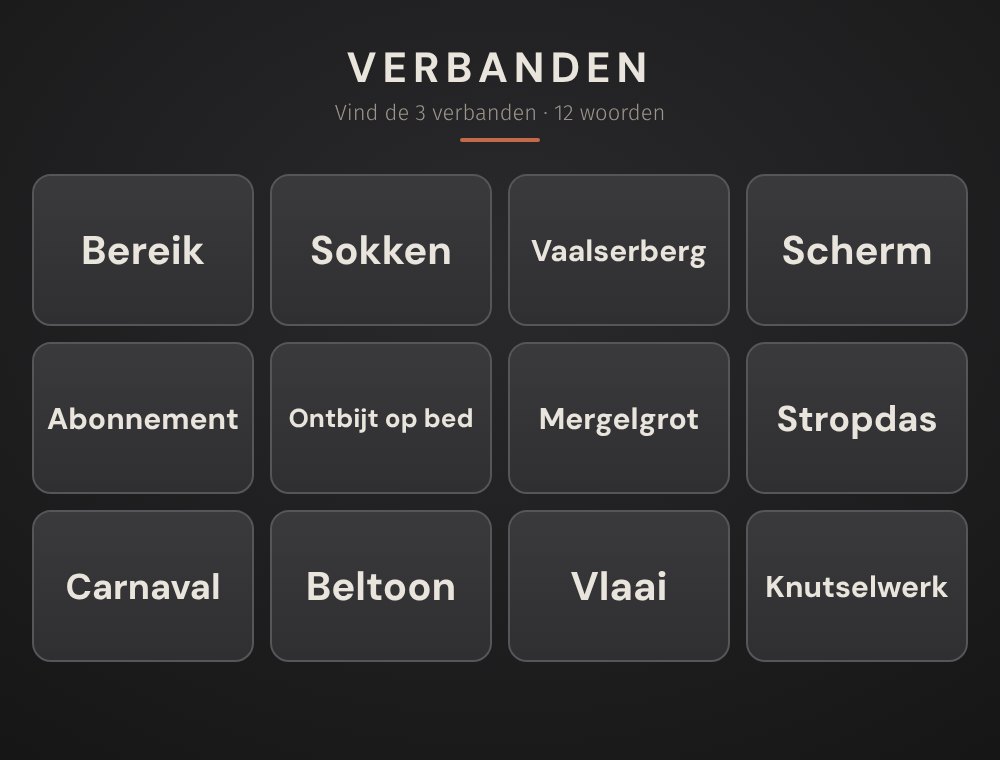 VERBANDEN
Vind de 3 verbanden · 12 woorden
Bereik
Sokken
Vaalserberg
Scherm
Abonnement
Ontbijt op bed
Mergelgrot
Stropdas
Carnaval
Beltoon
Vlaai
Knutselwerk